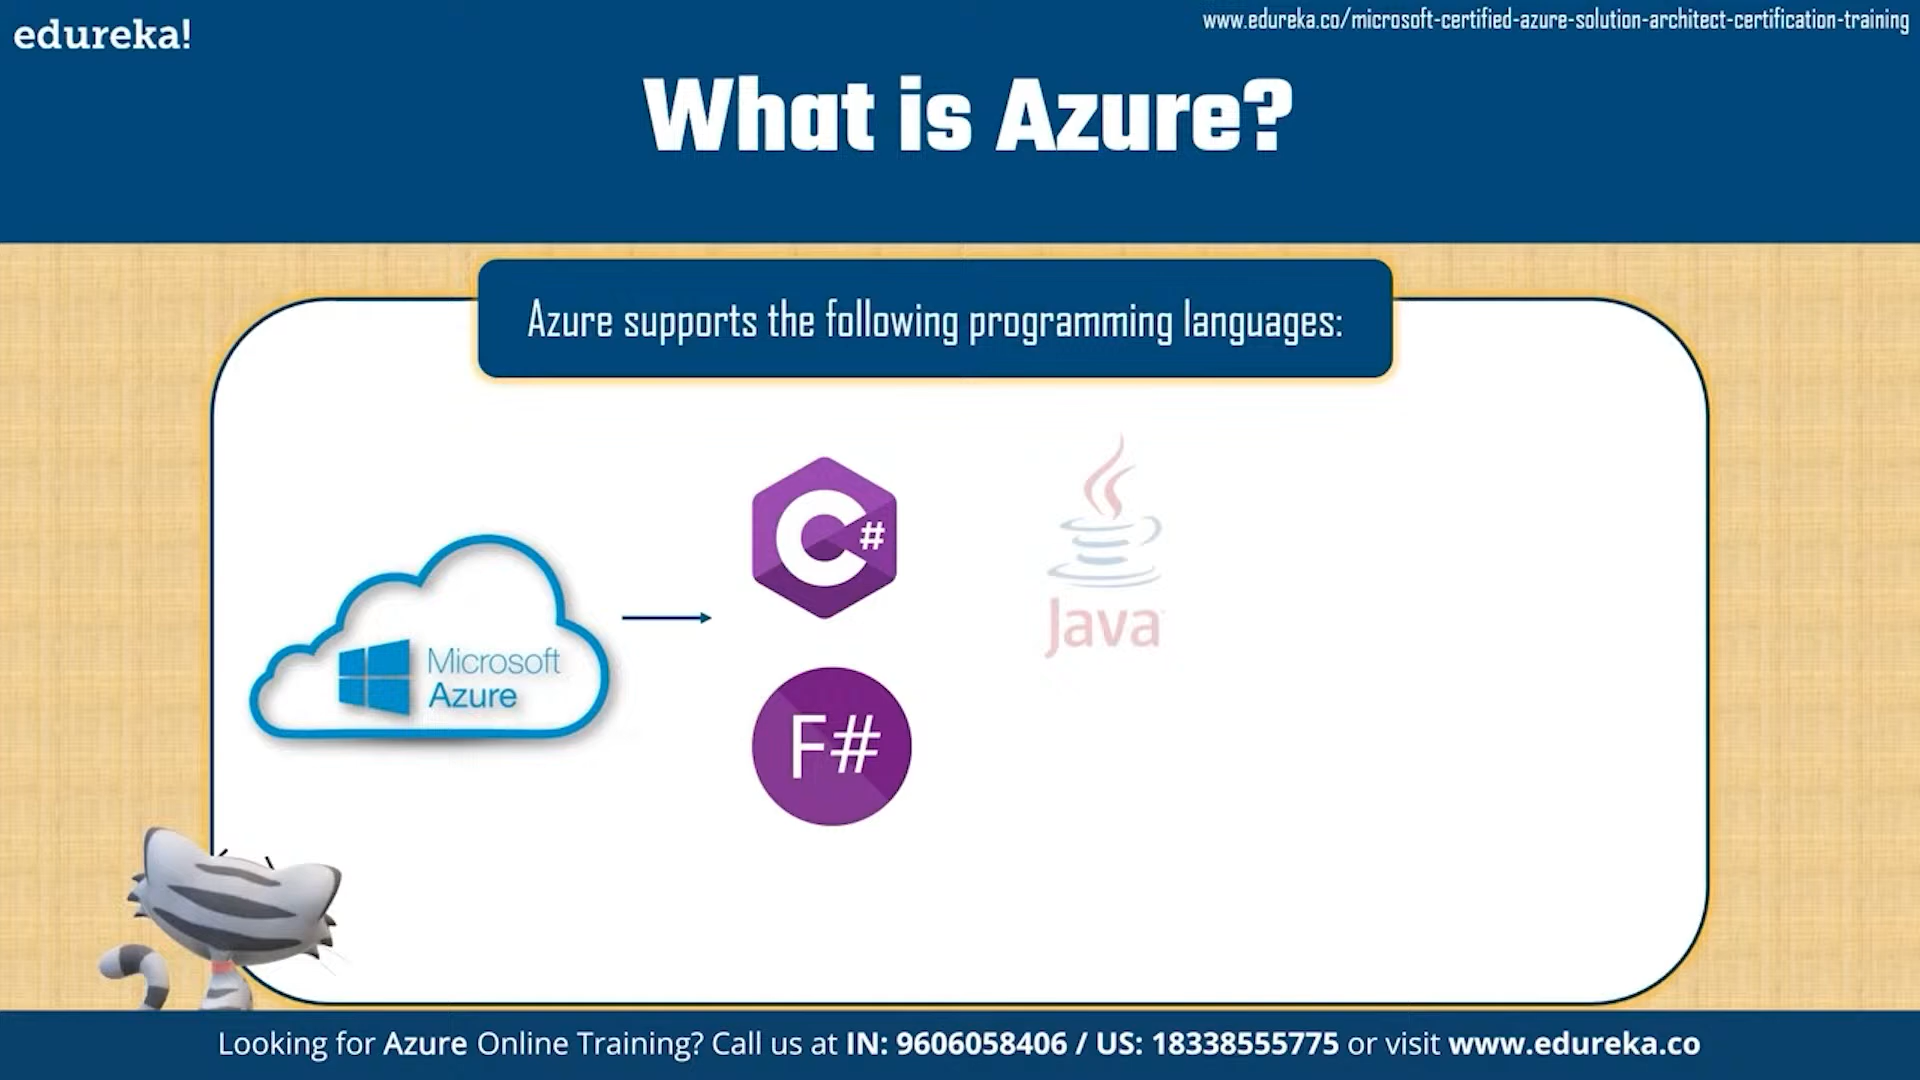 edureka!
www.edureka.co/microsoft-certified-azure-solution-architect-certification-training
What is Azure?
Azure supports the following programming languages:
C#
Java
Microsoft
Azure
F#
Looking for Azure Online Training? Call us at IN: 9606058406 / US: 18338555775 or visit www.edureka.co